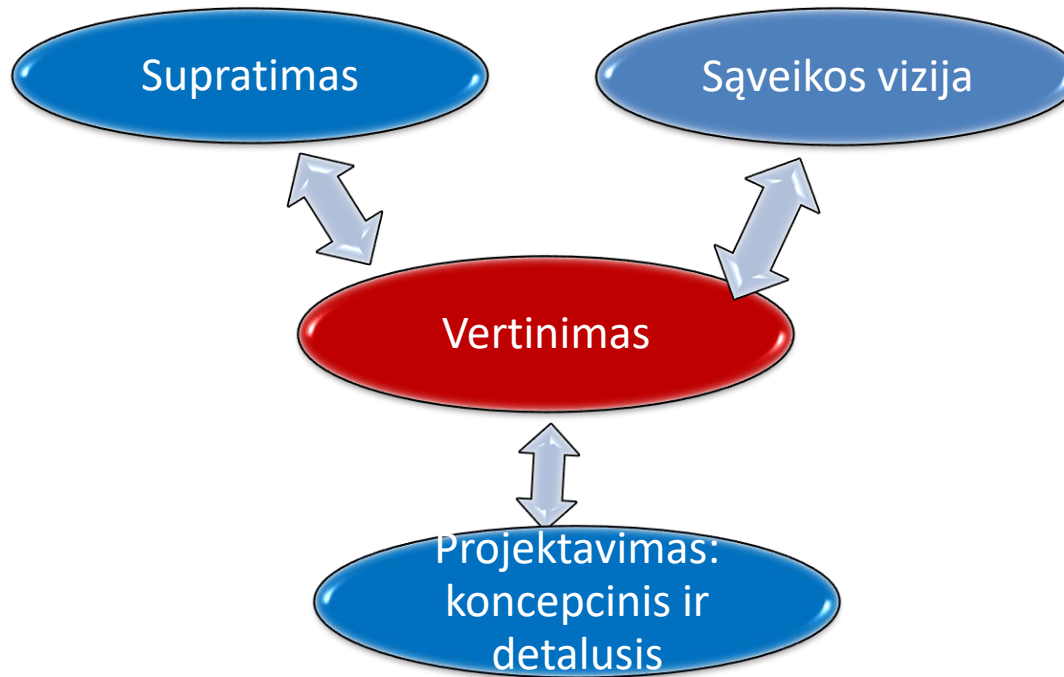 Supratimas
Sąveikos vizija
Vertinimas
Projektavimas:
koncepcinis ir
detalusis